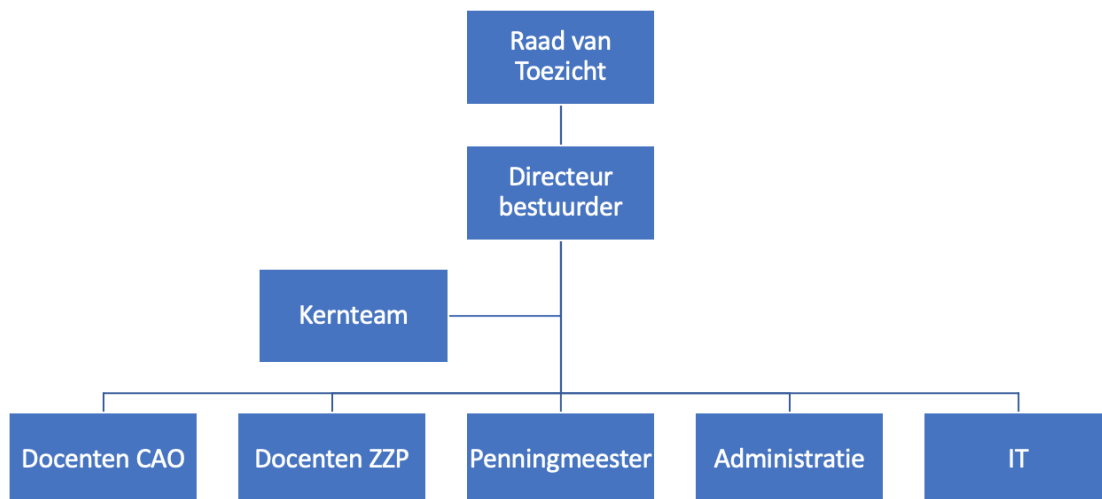 Raad van
Toezicht
Directeur
bestuurder
Kernteam
Docenten CAO
Docenten ZZP
Penningmeester
Administratie
IT